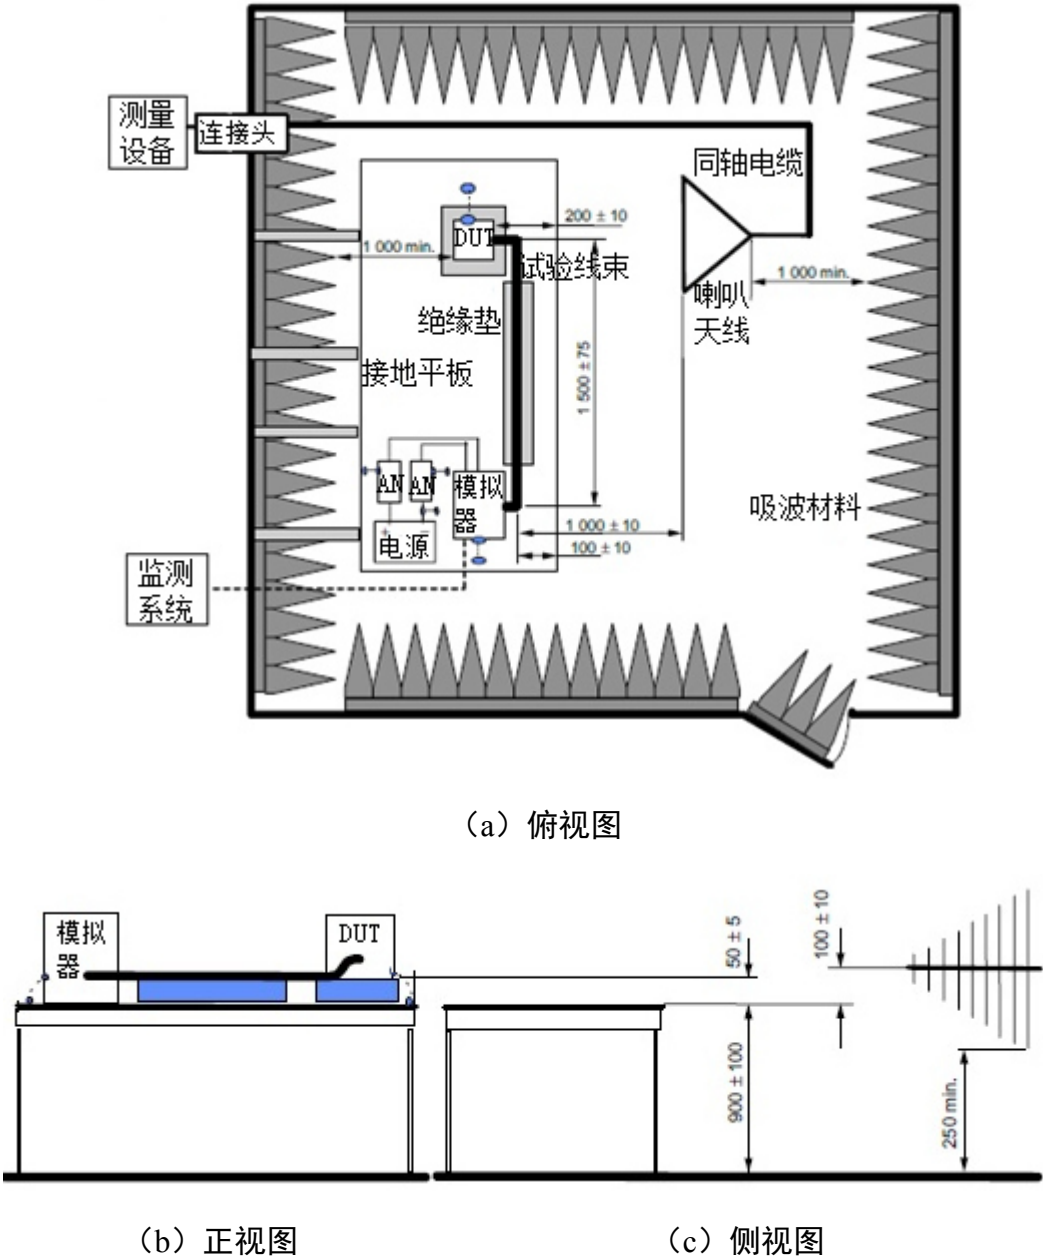 测量
设备
连接头
同轴电缆
200 ± 10
DUT
1 000 min.
试验线束
1 000 min.
喇叭
天线
绝缘垫
接地平板
1 500 ± 75
AN
AN
模拟
器
吸波材料
电源
1 000 ± 10
100 ± 10
监测
系统
（a）俯视图
模拟
器
DUT
50 ± 5
100 ± 10
900 ± 100
250 min.
（b）正视图
（c）侧视图